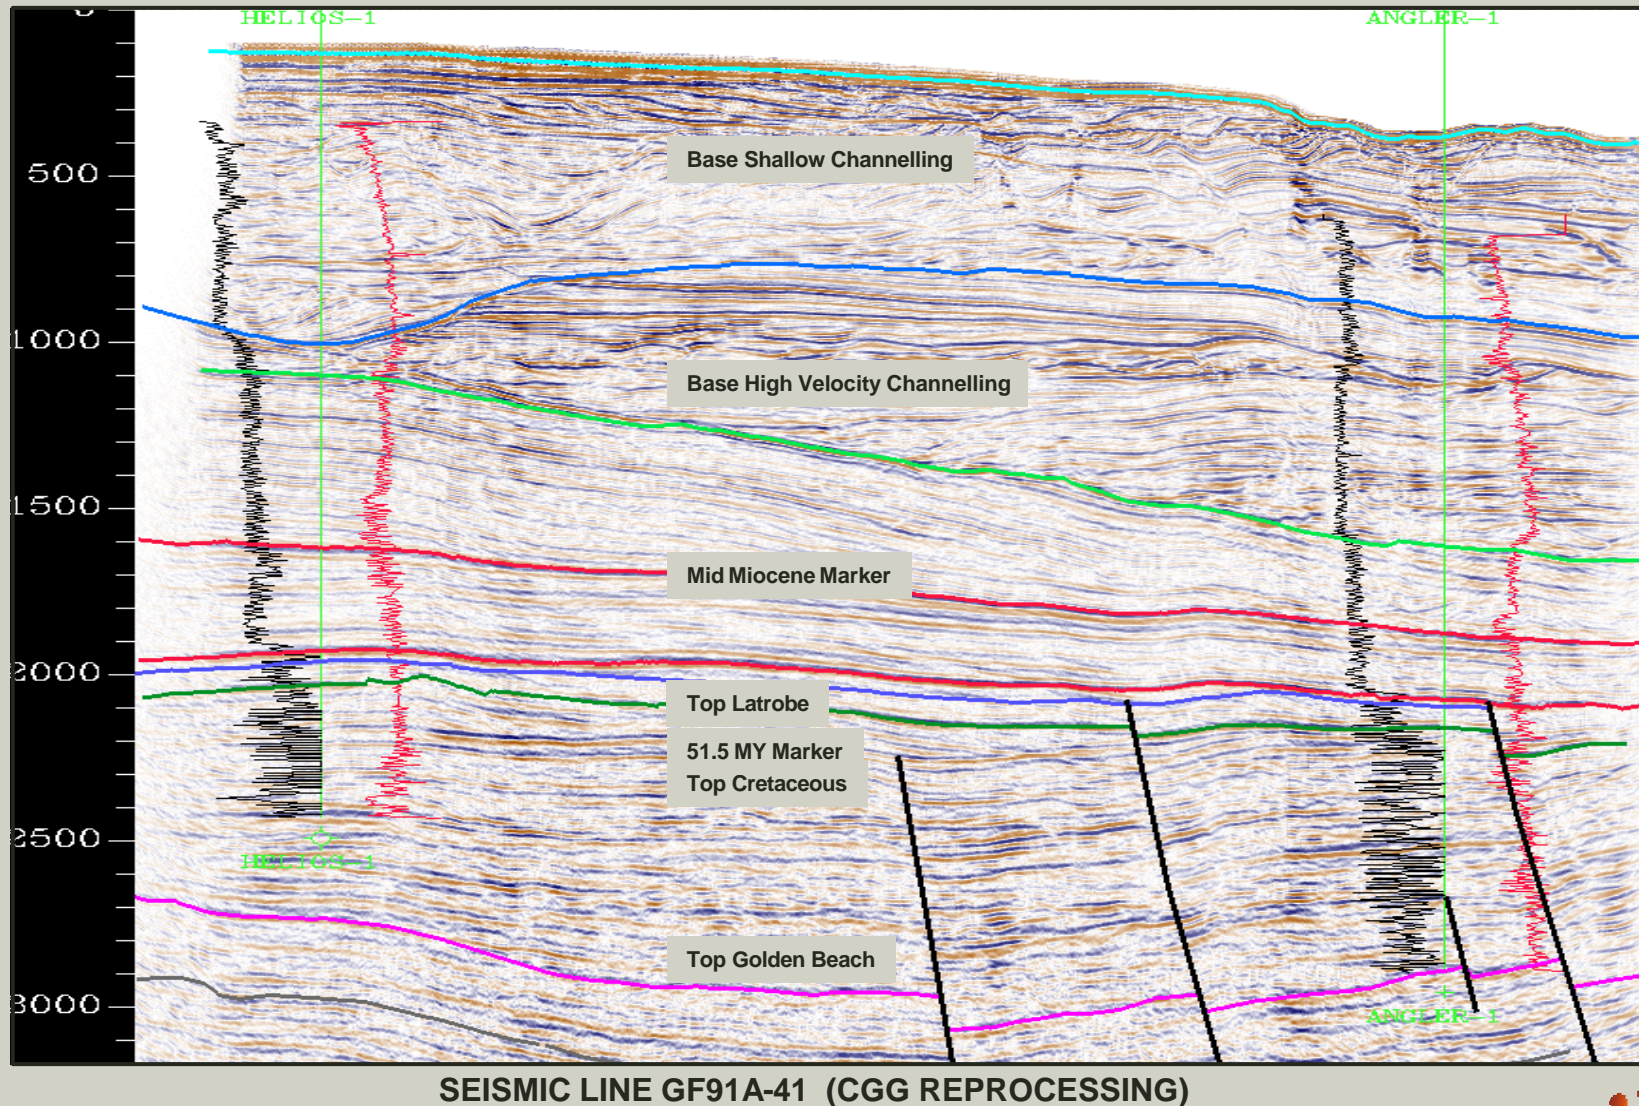 0
HELIOS-1
ANGLER-1
Base Shallow Channelling
500
1000
Base High Velocity Channelling
1500
Mid Miocene Marker
2000
Top Latrobe
51.5 MY Marker
Top Cretaceous
2500
HELIOS-1
Top Golden Beach
3000
ANGLER-1
SEISMIC LINE GF91A-41 (CGG REPROCESSING)